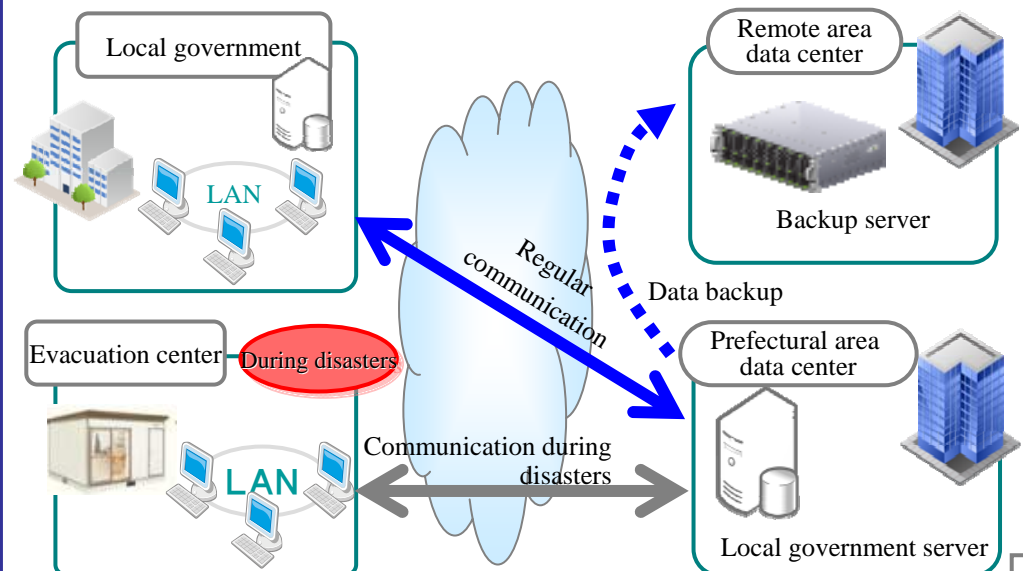 Local government
LAN
Remote area
data center
Backup server
Regular
communication
Data backup
Evacuation center
During disasters
LAN
Communication during
disasters
Prefectural area
data center
Local government server